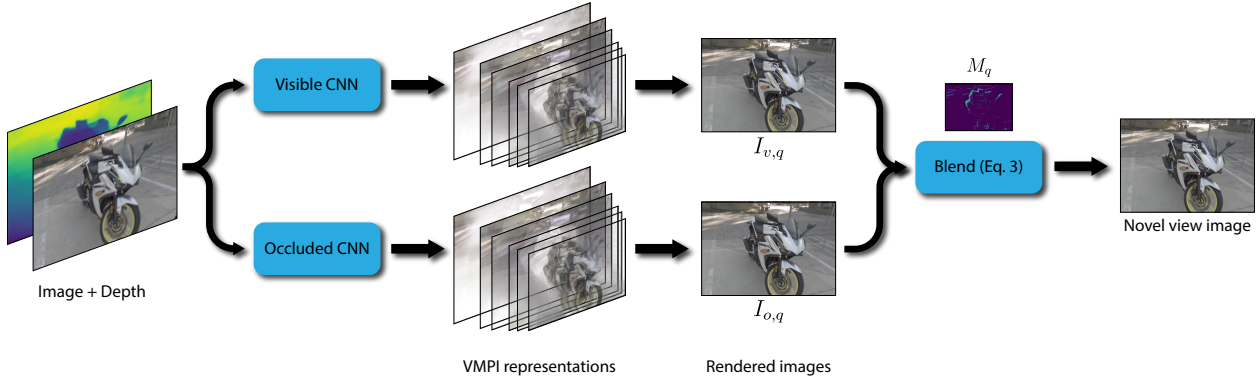 Image + Depth
Visible CNN
Occluded CNN
VMPI representations
I_{v,q}
I_{o,q}
Rendered images
M_q
Blend (Eq. 3)
Novel view image